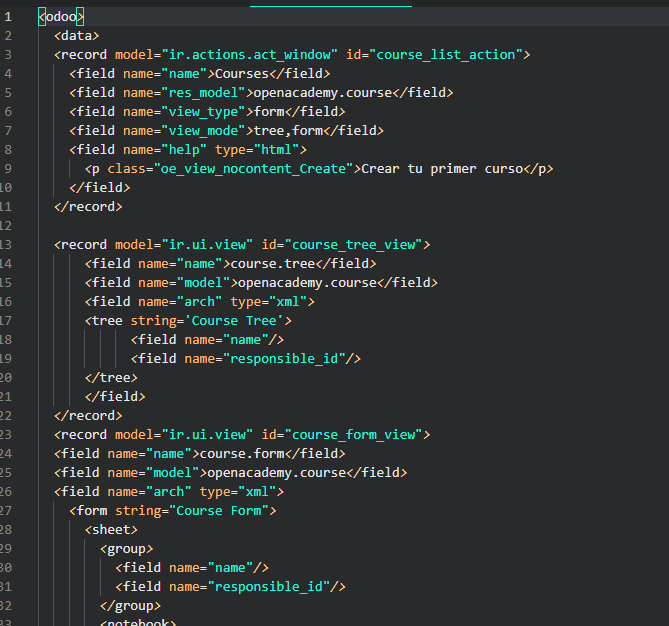 1 <odoo>
2 <data>
3 <record model="ir.actions.act_window" id="course_list_action">
4 <field name="name">Courses</field>
5 <field name="res_model">openacademy.course</field>
6 <field name="view_type">form</field>
7 <field name="view_mode">tree,form</field>
8 <field name="help" type="html">
9 <p class="oe_view_nocontent_Create">Crear tu primer curso</p>
10 </field>
11 </record>
12
13 <record model="ir.ui.view" id="course_tree_view">
14 <field name="name">course.tree</field>
15 <field name="model">openacademy.course</field>
16 <field name="arch" type="xml">
17 <tree string='Course Tree'>
18 <field name="name"/>
19 <field name="responsible_id"/>
20 </tree>
21 </field>
22 </record>
23 <record model="ir.ui.view" id="course_form_view">
24 <field name="name">course.form</field>
25 <field name="model">openacademy.course</field>
26 <field name="arch" type="xml">
27 <form string="Course Form">
28 <sheet>
29 <group>
30 <field name="name"/>
31 <field name="responsible_id"/>
32 </group>
33 <notebook>